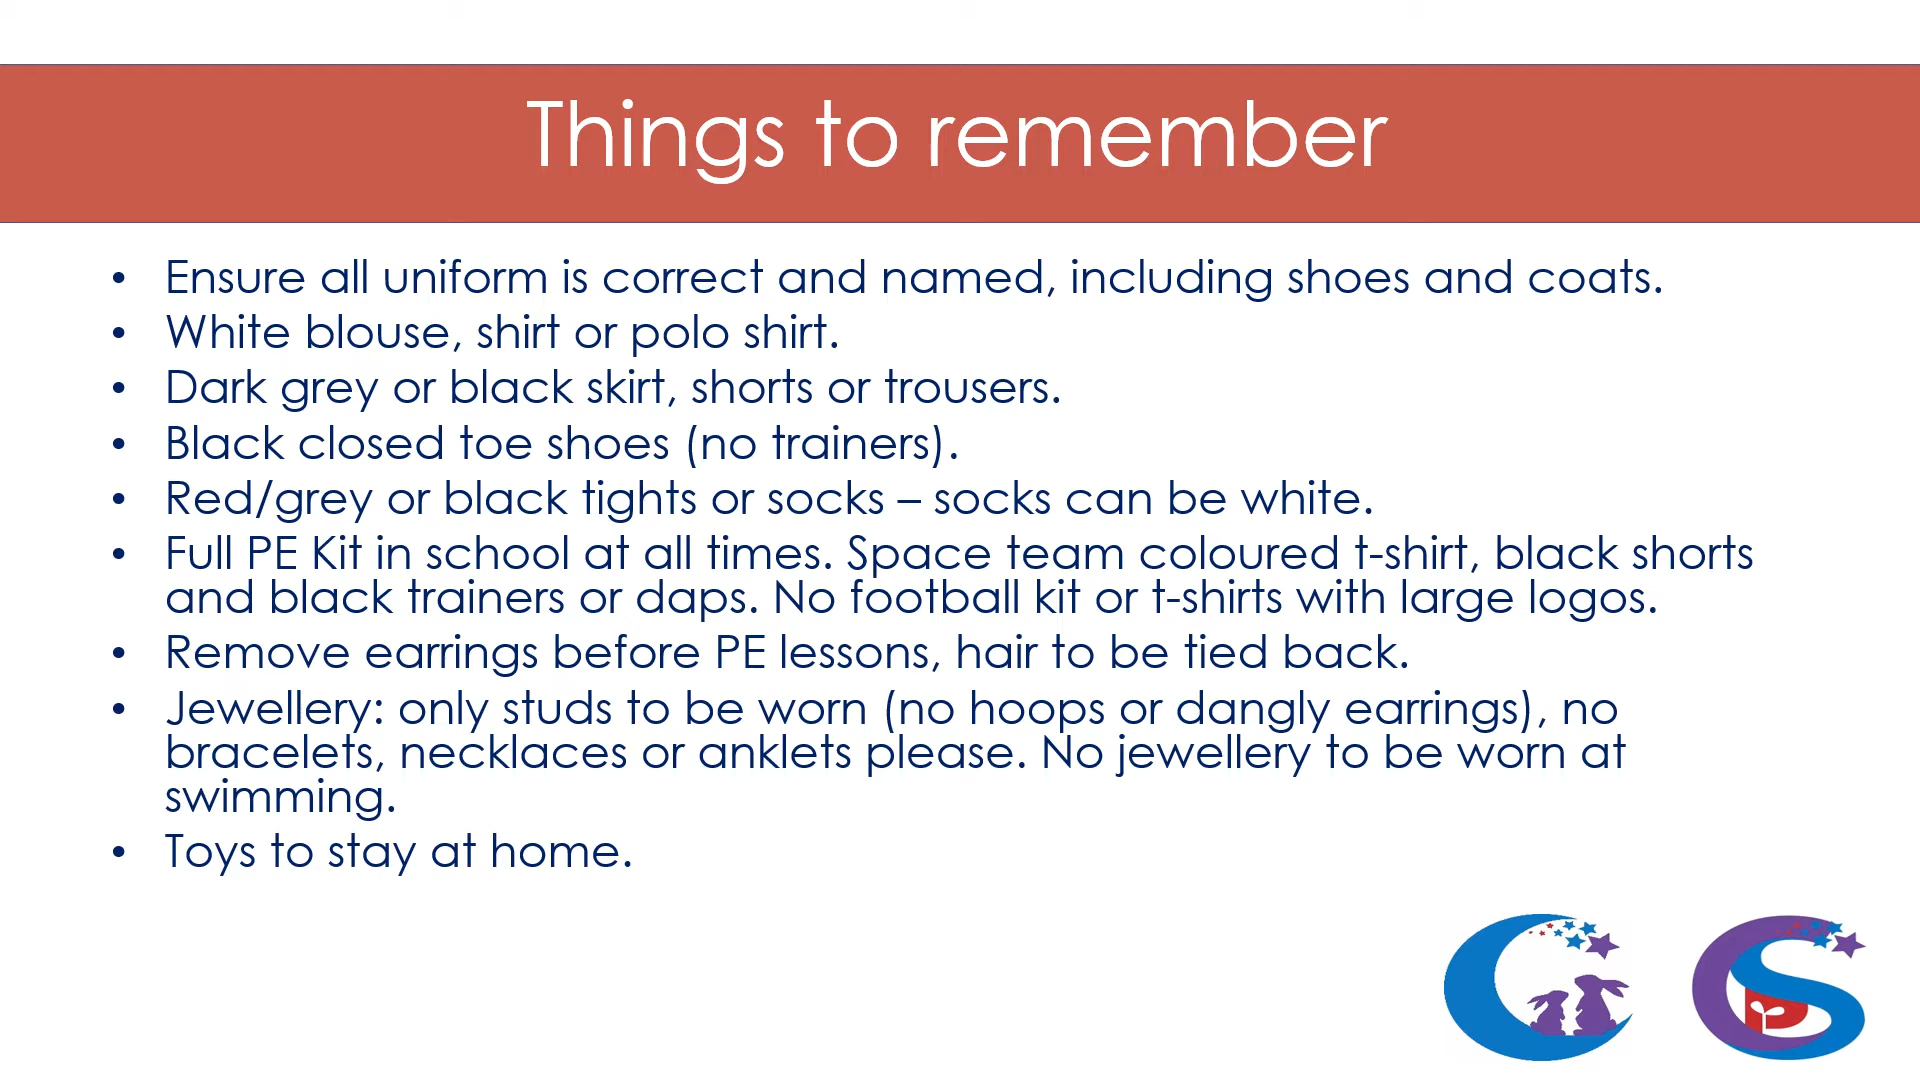 Things to remember
• Ensure all uniform is correct and named, including shoes and coats.
• White blouse, shirt or polo shirt.
• Dark grey or black skirt, shorts or trousers.
• Black closed toe shoes (no trainers).
• Red/grey or black tights or socks – socks can be white.
• Full PE Kit in school at all times. Space team coloured t-shirt, black shorts
and black trainers or daps. No football kit or t-shirts with large logos.
• Remove earrings before PE lessons, hair to be tied back.
• Jewellery: only studs to be worn (no hoops or dangly earrings), no
bracelets, necklaces or anklets please. No jewellery to be worn at
swimming.
• Toys to stay at home.